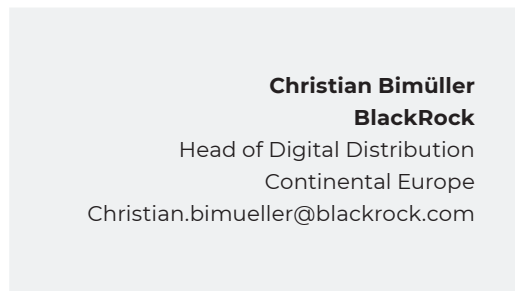 Christian Bimüller
BlackRock
Head of Digital Distribution
Continental Europe
Christian.bimueller@blackrock.com